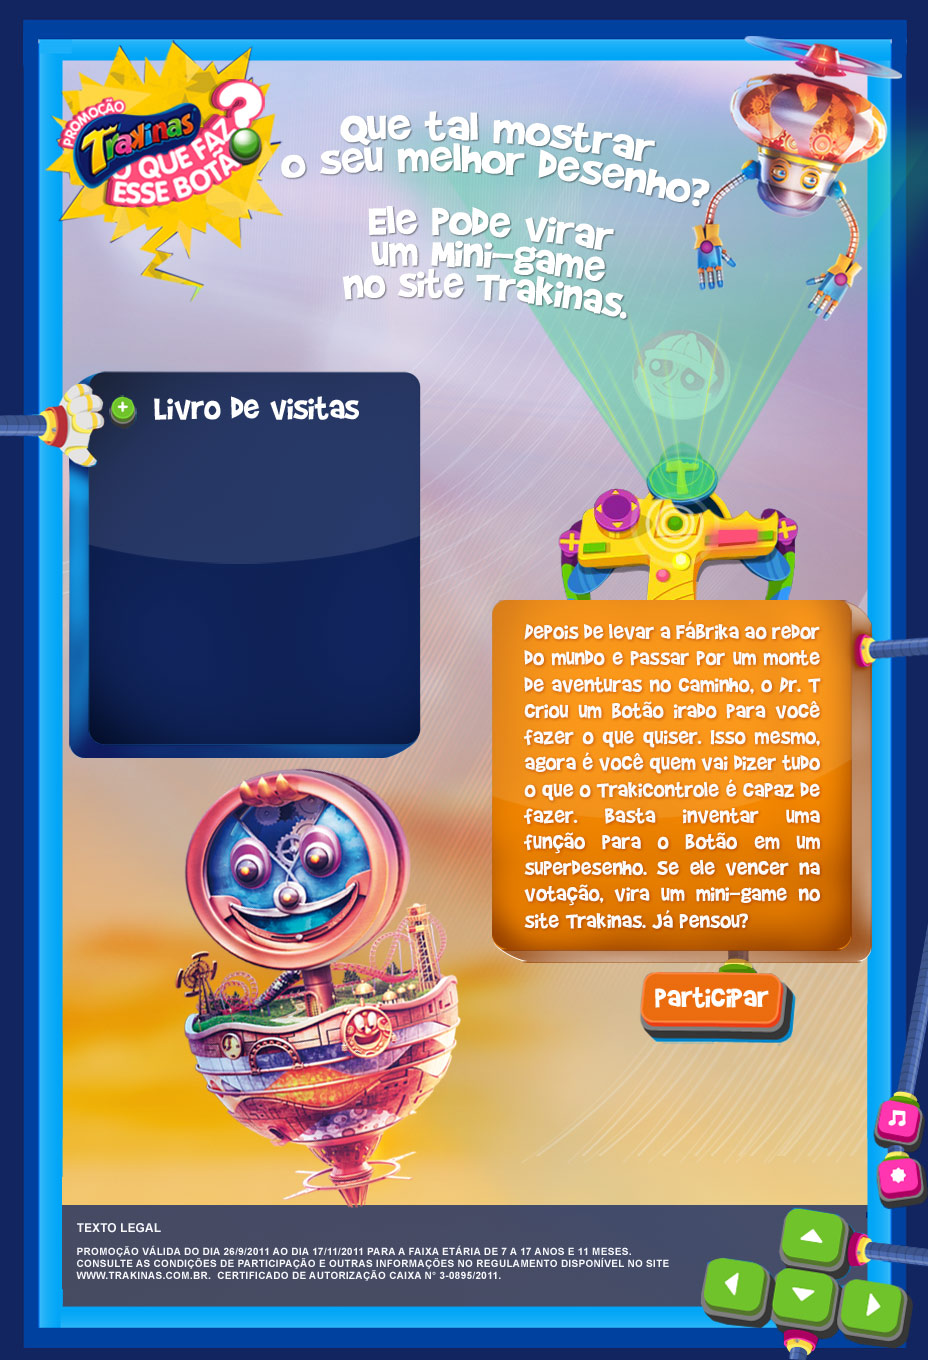 PROMOÇÃO
Trakinas
O QUE FAZ
ESSE BOTÃO
?
Que tal mostrar
o seu melhor desenho?
Ele pode virar
um mini-game
no site Trakinas.
Livro de visitas
T
Depois de levar a Fábrika ao redor
do mundo e passar por um monte
de aventuras no caminho, o Dr. T
criou um botão irado para você
fazer o que quiser. Isso mesmo,
agora é você quem vai dizer tudo
o que o Trakicontrole é capaz de
fazer. Basta inventar uma
função para o botão em um
superdesenho. Se ele vencer na
votação, vira um mini-game no
site Trakinas. Já pensou?
Participar
TEXTO LEGAL
PROMOÇÃO VÁLIDA DO DIA 26/9/2011 AO DIA 17/11/2011 PARA A FAIXA ETÁRIA DE 7 A 17 ANOS E 11 MESES.
CONSULTE AS CONDIÇÕES DE PARTICIPAÇÃO E OUTRAS INFORMAÇÕES NO REGULAMENTO DISPONÍVEL NO SITE
WWW.TRAKINAS.COM.BR. CERTIFICADO DE AUTORIZAÇÃO CAIXA N° 3-0895/2011.